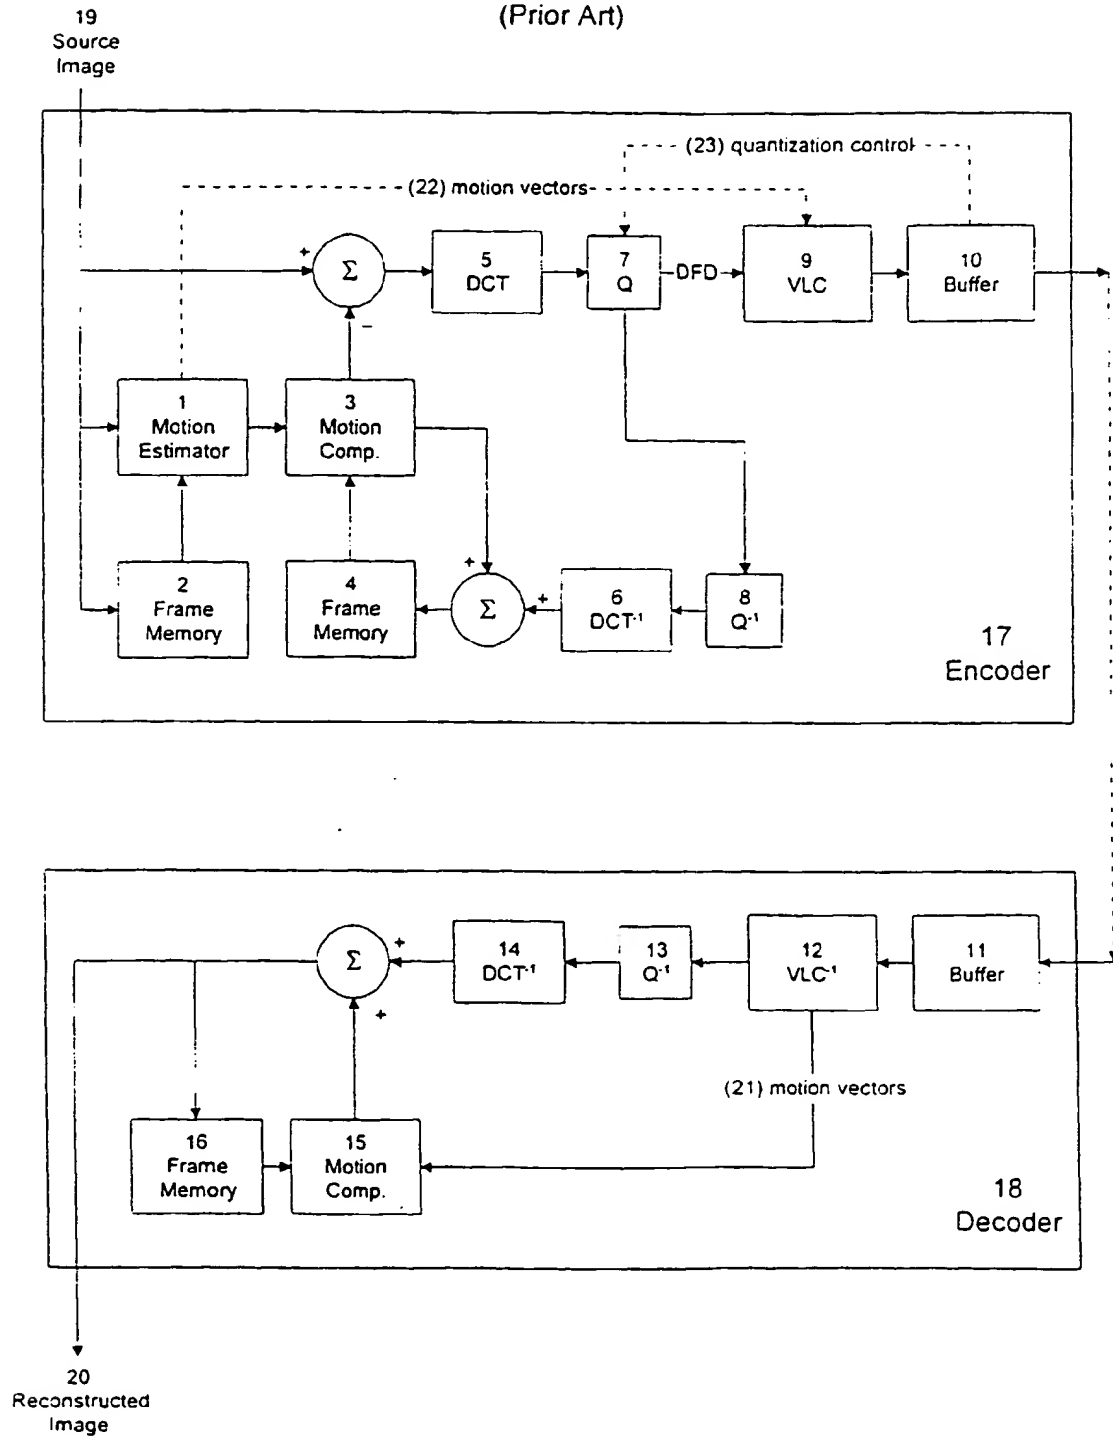 (Prior Art)
19
Source
Image
(23) quantization control
(22) motion vectors
+
Σ
−
5
DCT
7
Q
DFD
9
VLC
10
Buffer
1
Motion
Estimator
3
Motion
Comp.
2
Frame
Memory
4
Frame
Memory
+
Σ
+
6
DCT⁻¹
8
Q⁻¹
17
Encoder
Σ
+
+
14
DCT⁻¹
13
Q⁻¹
12
VLC⁻¹
11
Buffer
(21) motion vectors
16
Frame
Memory
15
Motion
Comp.
18
Decoder
20
Reconstructed
Image